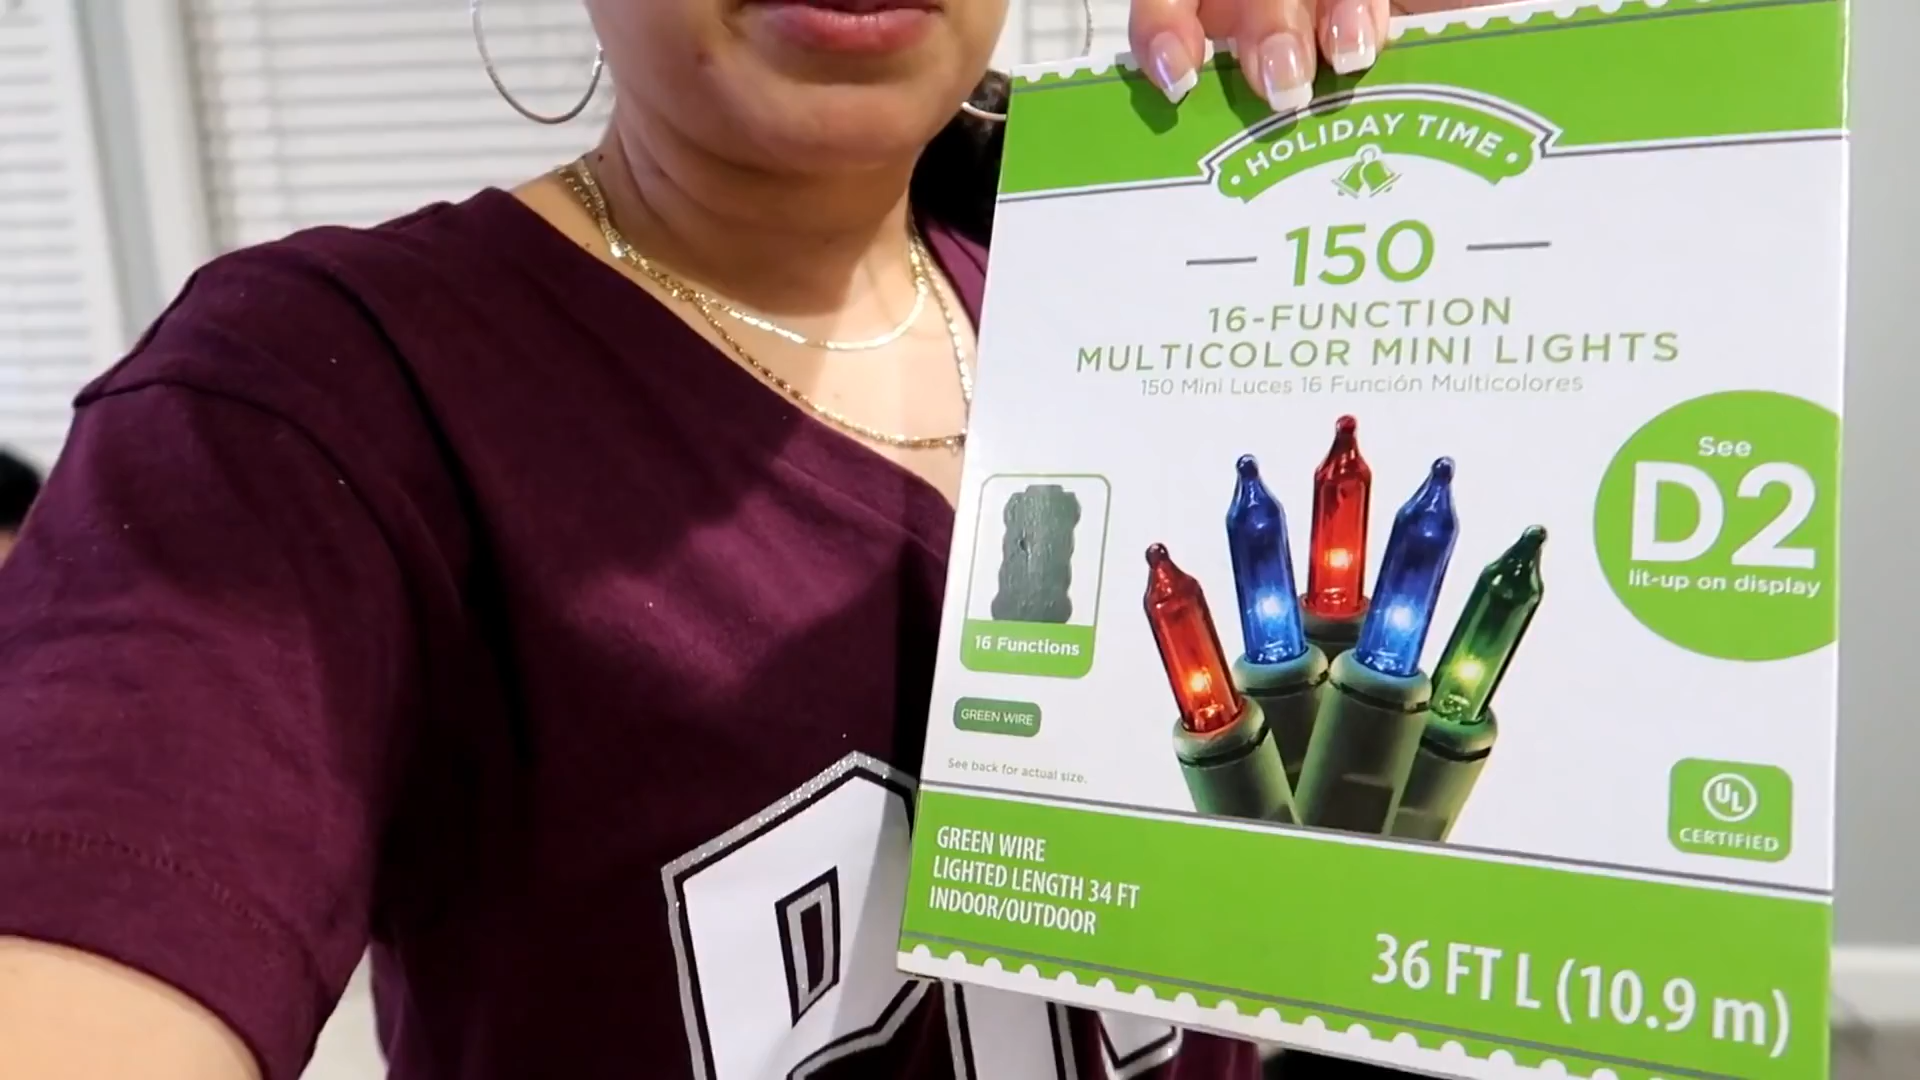 HOLIDAY TIME
150
16-FUNCTION
MULTICOLOR MINI LIGHTS
150 Mini Luces 16 Función Multicolores
See
D2
lit-up on display
16 Functions
GREEN WIRE
See back for actual size.
UL
CERTIFIED
GREEN WIRE
LIGHTED LENGTH 34 FT
INDOOR/OUTDOOR
36 FT L (10.9 m)